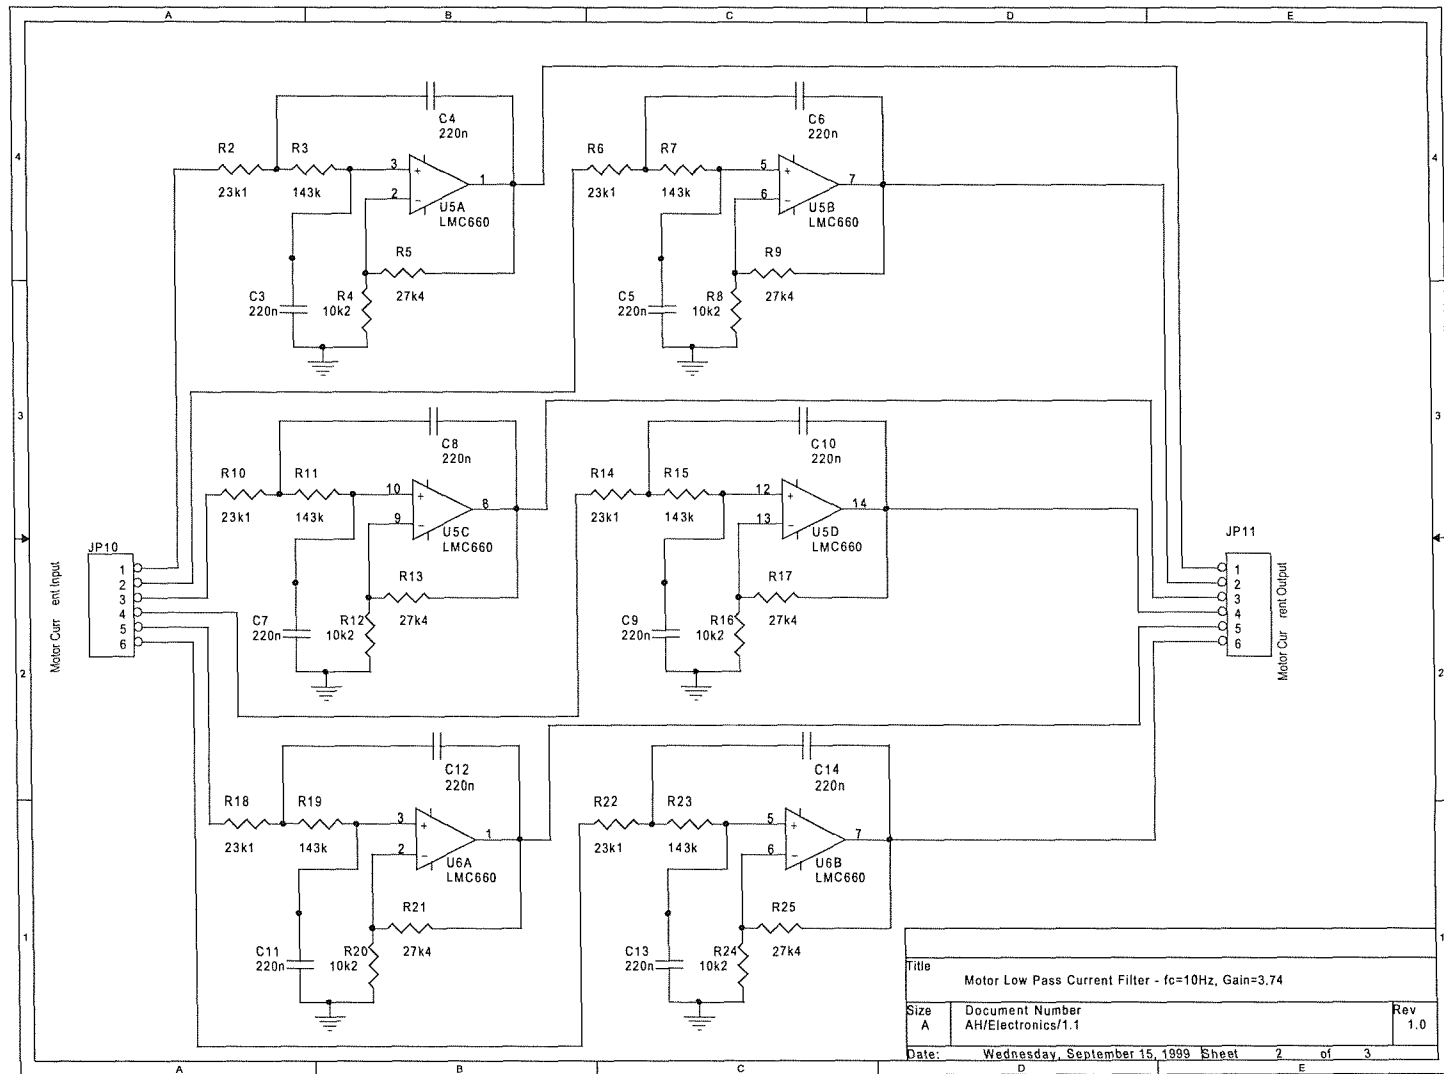 A B C D E
4 4
C4
220n
R2 R3
23k1 143k
3 + 1
2 -
U5A
LMC660
R5
27k4
C3
220n
R4
10k2
C6
220n
R6 R7
23k1 143k
5 + 7
6 -
U5B
LMC660
R9
27k4
C5
220n
R8
10k2
3 3
C8
220n
R10 R11
23k1 143k
10 + 8
9 -
U5C
LMC660
R13
27k4
C7
220n
R12
10k2
C10
220n
R14 R15
23k1 143k
12 + 14
13 -
U5D
LMC660
R17
27k4
C9
220n
R16
10k2
JP10
1
2
3
4
5
6
Motor Curr ent Input
JP11
1
2
3
4
5
6
Motor Cur rent Output
2 2
C12
220n
R18 R19
23k1 143k
3 + 1
2 -
U6A
LMC660
R21
27k4
C11
220n
R20
10k2
C14
220n
R22 R23
23k1 143k
5 + 7
6 -
U6B
LMC660
R25
27k4
C13
220n
R24
10k2
1 1
Title
Motor Low Pass Current Filter - fc=10Hz, Gain=3.74
Size Document Number Rev
A AH/Electronics/1.1 1.0
Date: Wednesday, September 15, 1999 Sheet 2 of 3
A B C D E